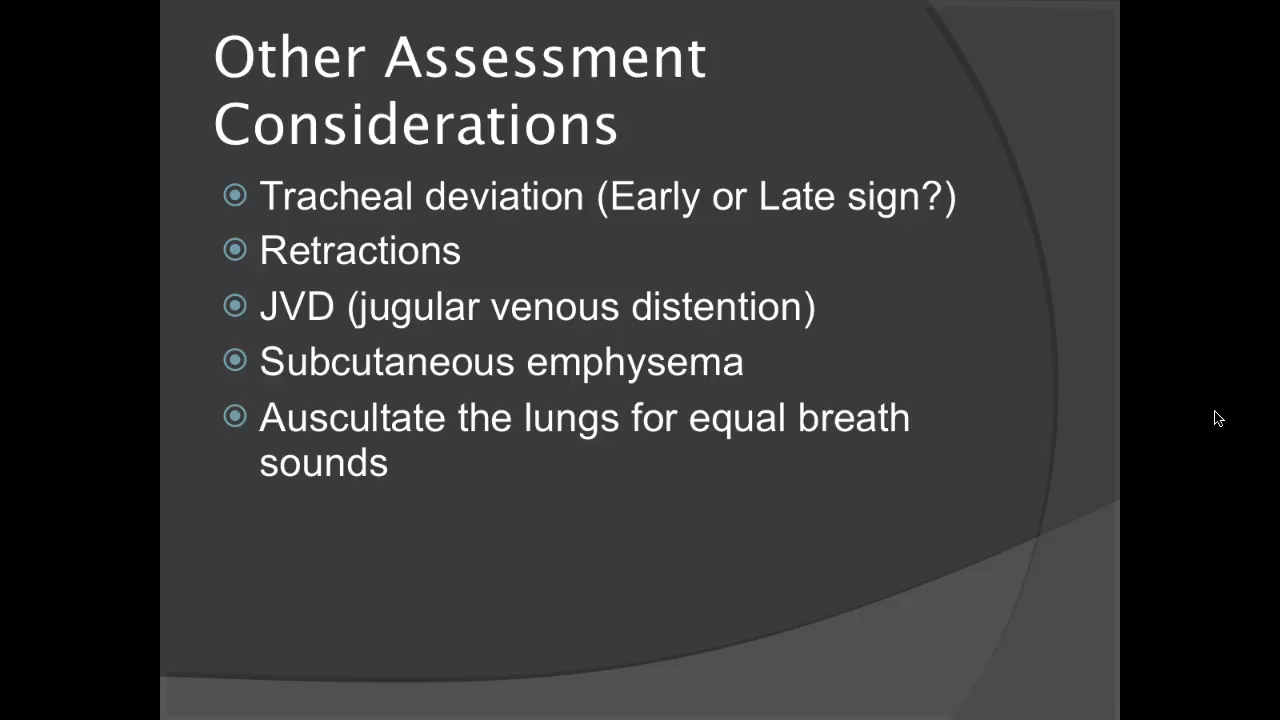 Other Assessment
Considerations
Tracheal deviation (Early or Late sign?)
Retractions
JVD (jugular venous distention)
Subcutaneous emphysema
Auscultate the lungs for equal breath
sounds